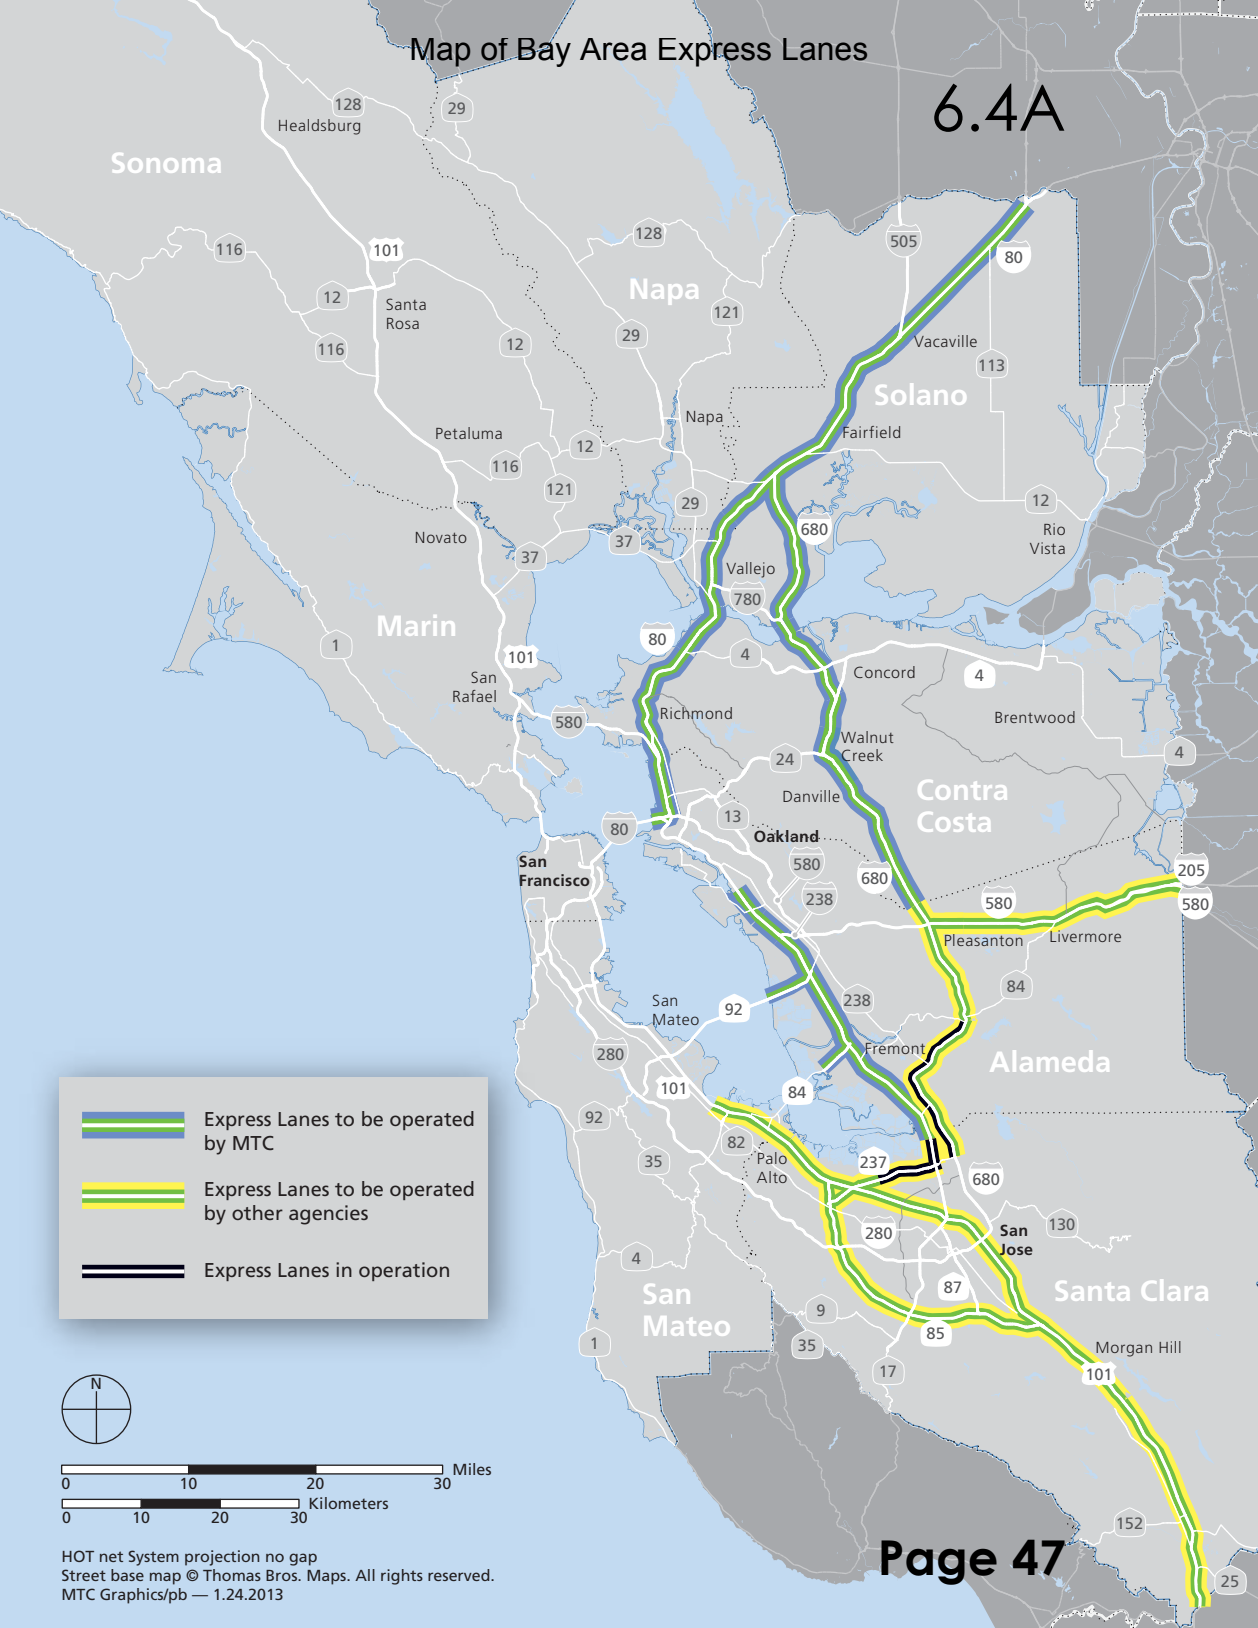 Map of Bay Area Express Lanes
6.4A
128
29
Healdsburg
Sonoma
116
101
128
505
80
12
Santa
Rosa
Napa
121
116
12
29
Vacaville
113
Solano
Napa
Petaluma
12
Fairfield
116
121
29
12
680
Rio
Vista
Novato
37
37
Vallejo
780
Marin
1
80
101
4
Concord
4
San
Rafael
Richmond
Brentwood
580
Walnut
Creek
4
24
Danville
Contra
Costa
13
80
Oakland
San
Francisco
580
680
205
238
580
580
Pleasanton
Livermore
84
San
Mateo
92
238
280
Fremont
Alameda
101
84
92
82
35
Palo
Alto
237
680
280
San
Jose
130
4
87
Santa Clara
San
Mateo
9
85
1
35
Morgan Hill
17
101
152
25
Express Lanes to be operated
by MTC
Express Lanes to be operated
by other agencies
Express Lanes in operation
N
Miles
0 10 20 30
Kilometers
0 10 20 30
HOT net System projection no gap
Street base map © Thomas Bros. Maps. All rights reserved.
MTC Graphics/pb — 1.24.2013
Page 47